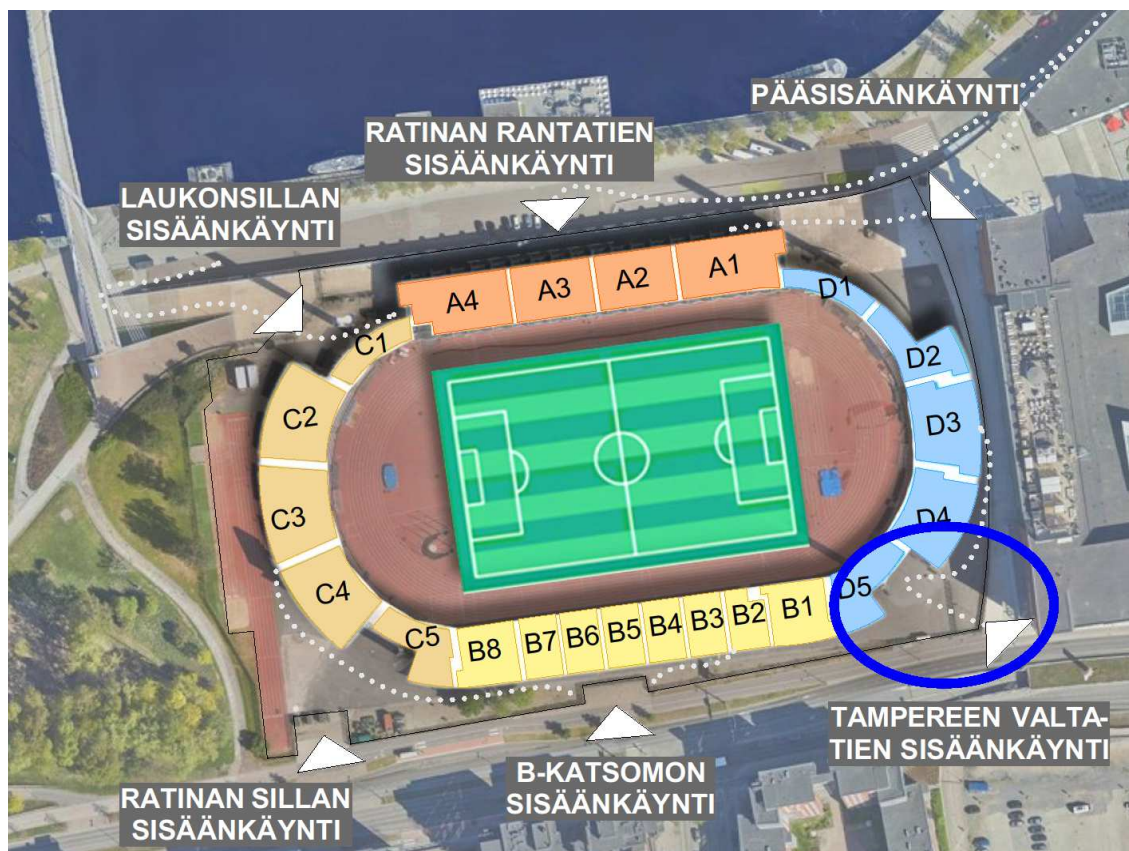 PÄÄSISÄÄNKÄYNTI
RATINAN RANTATIEN
SISÄÄNKÄYNTI
LAUKONSILLAN
SISÄÄNKÄYNTI
A4
A3
A2
A1
D1
D2
D3
D4
D5
C1
C2
C3
C4
C5
B8
B7
B6
B5
B4
B3
B2
B1
TAMPEREEN VALTA-
TIEN SISÄÄNKÄYNTI
B-KATSOMON
SISÄÄNKÄYNTI
RATINAN SILLAN
SISÄÄNKÄYNTI